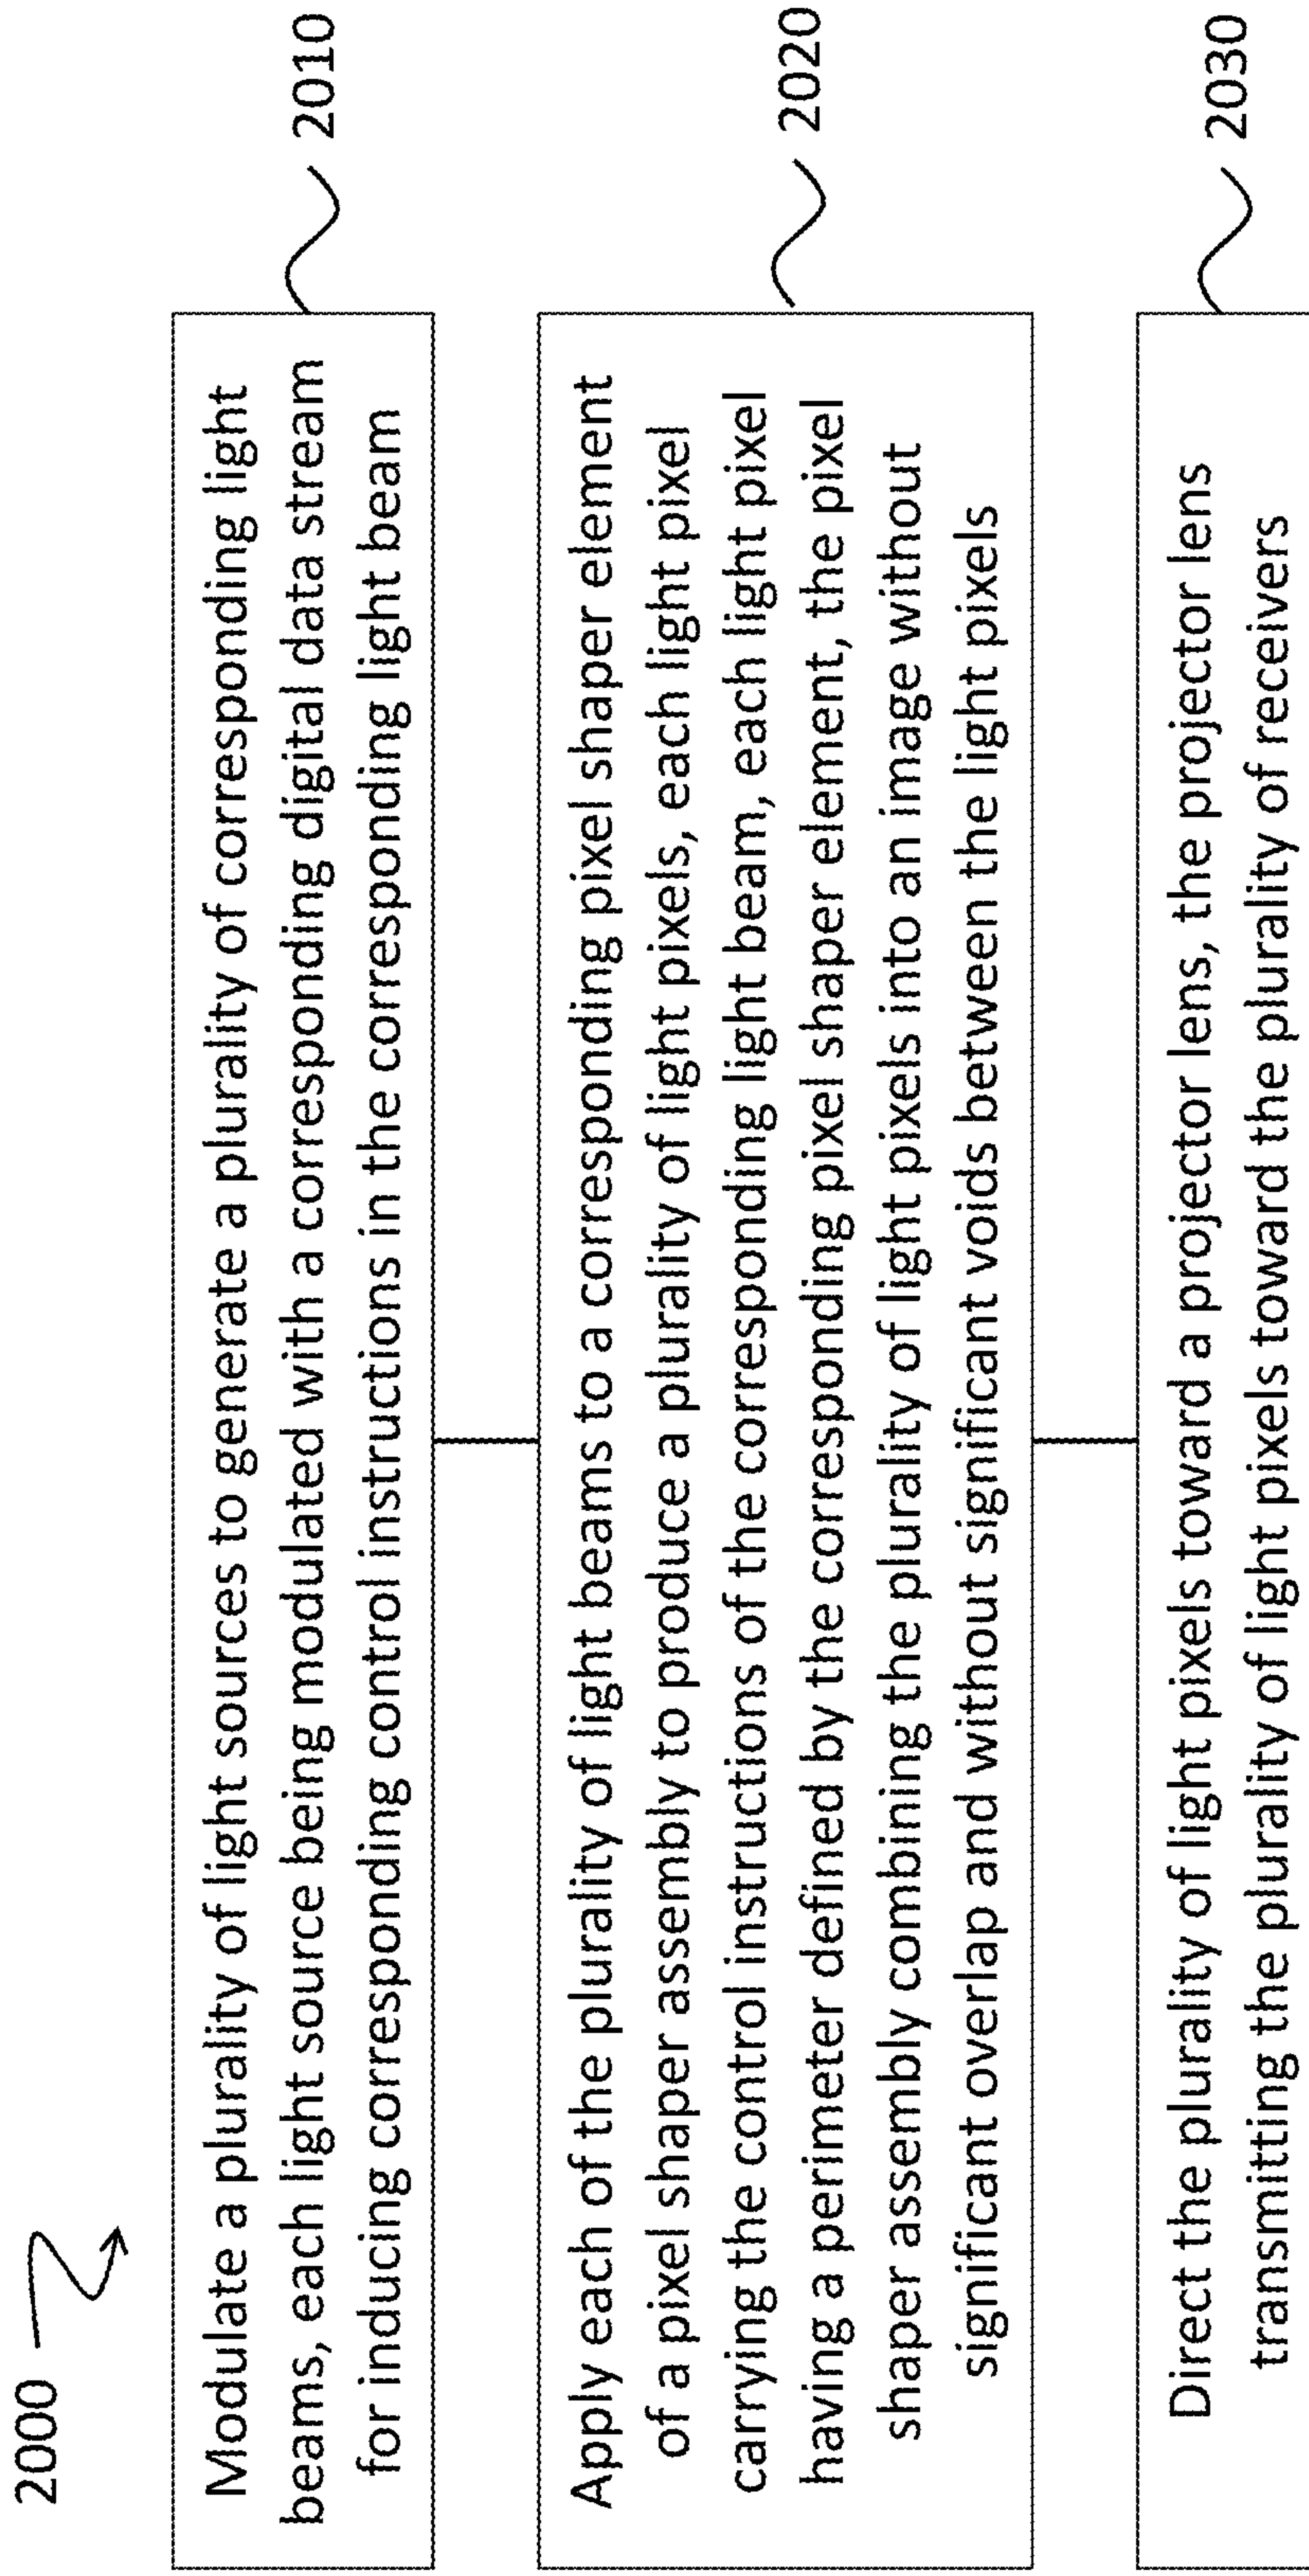 2000
Modulate a plurality of light sources to generate a plurality of corresponding light
beams, each light source being modulated with a corresponding digital data stream
for inducing corresponding control instructions in the corresponding light beam
2010
Apply each of the plurality of light beams to a corresponding pixel shaper element
of a pixel shaper assembly to produce a plurality of light pixels, each light pixel
carrying the control instructions of the corresponding light beam, each light pixel
having a perimeter defined by the corresponding pixel shaper element, the pixel
shaper assembly combining the plurality of light pixels into an image without
significant overlap and without significant voids between the light pixels
2020
Direct the plurality of light pixels toward a projector lens, the projector lens
transmitting the plurality of light pixels toward the plurality of receivers
2030